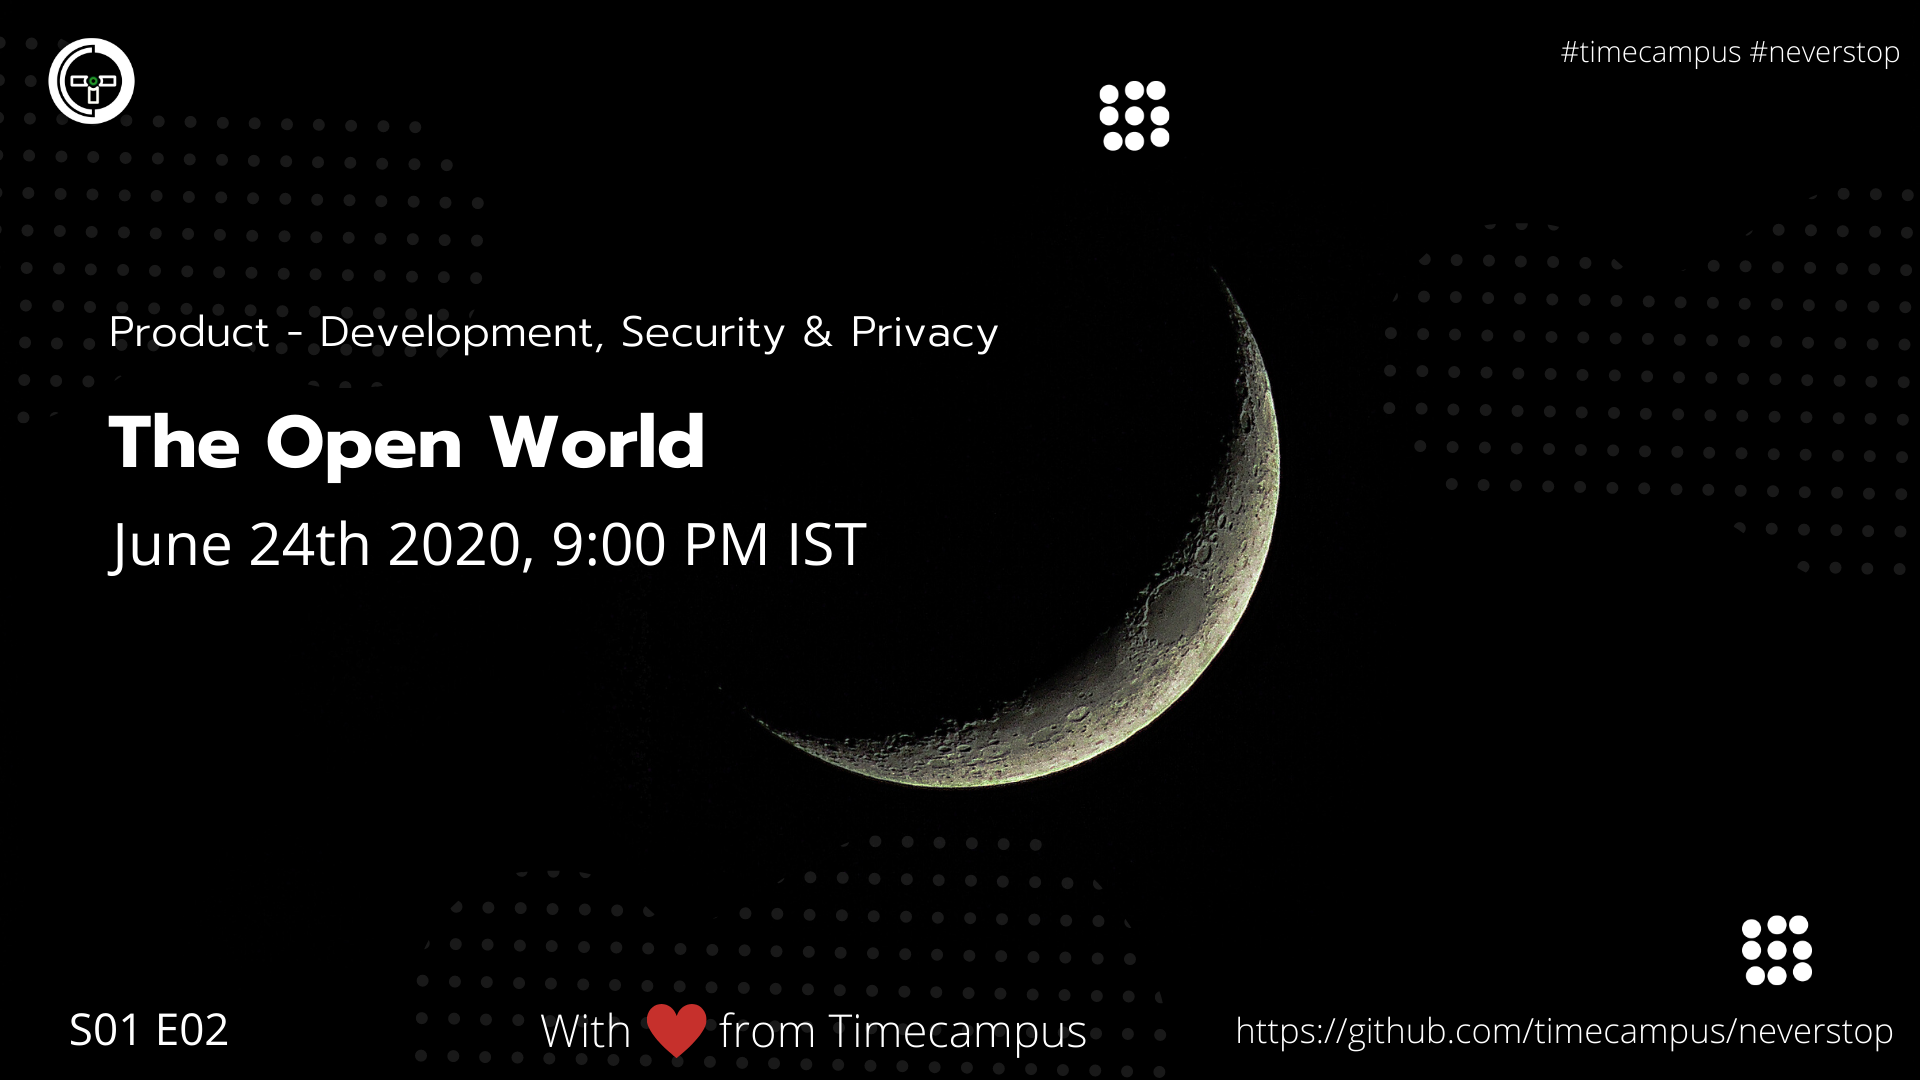 #timecampus #neverstop
Product - Development, Security & Privacy
The Open World
June 24th 2020, 9:00 PM IST
S01 E02
With ❤ from Timecampus
https://github.com/timecampus/neverstop